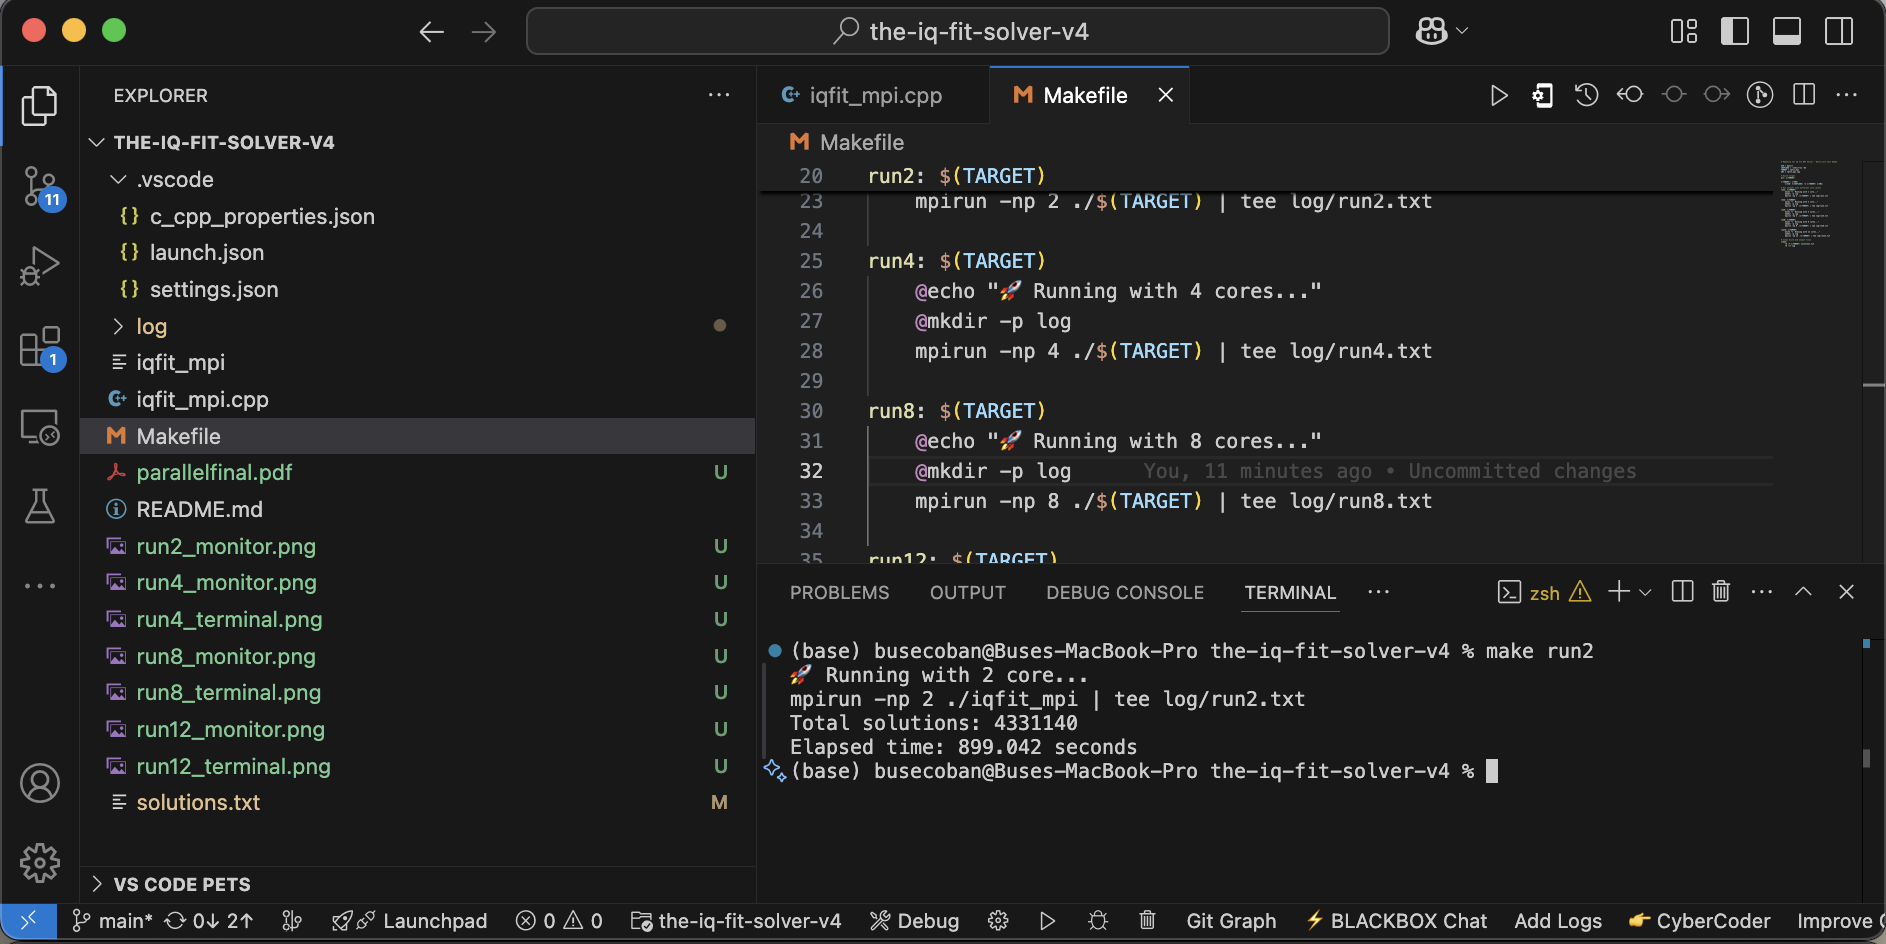 the-iq-fit-solver-v4
EXPLORER
THE-IQ-FIT-SOLVER-V4
.vscode
{} c_cpp_properties.json
{} launch.json
{} settings.json
log
iqfit_mpi
iqfit_mpi.cpp
Makefile
parallelfinal.pdf U
README.md
run2_monitor.png U
run4_monitor.png U
run4_terminal.png U
run8_monitor.png U
run8_terminal.png U
run12_monitor.png U
run12_terminal.png U
solutions.txt M
VS CODE PETS
11
1
iqfit_mpi.cpp
M Makefile
M Makefile
20 run2: $(TARGET)
23 mpirun -np 2 ./$(TARGET) | tee log/run2.txt
24
25 run4: $(TARGET)
26 @echo "🚀 Running with 4 cores..."
27 @mkdir -p log
28 mpirun -np 4 ./$(TARGET) | tee log/run4.txt
29
30 run8: $(TARGET)
31 @echo "🚀 Running with 8 cores..."
32 @mkdir -p log You, 11 minutes ago • Uncommitted changes
33 mpirun -np 8 ./$(TARGET) | tee log/run8.txt
34
35 run12: $(TARGET)
PROBLEMS OUTPUT DEBUG CONSOLE TERMINAL
zsh
(base) busecoban@Buses-MacBook-Pro the-iq-fit-solver-v4 % make run2
🚀 Running with 2 core...
mpirun -np 2 ./iqfit_mpi | tee log/run2.txt
Total solutions: 4331140
Elapsed time: 899.042 seconds
(base) busecoban@Buses-MacBook-Pro the-iq-fit-solver-v4 %
main* 0↓ 2↑ Launchpad 0 0 the-iq-fit-solver-v4 Debug Git Graph ⚡ BLACKBOX Chat Add Logs 👉 CyberCoder Improve